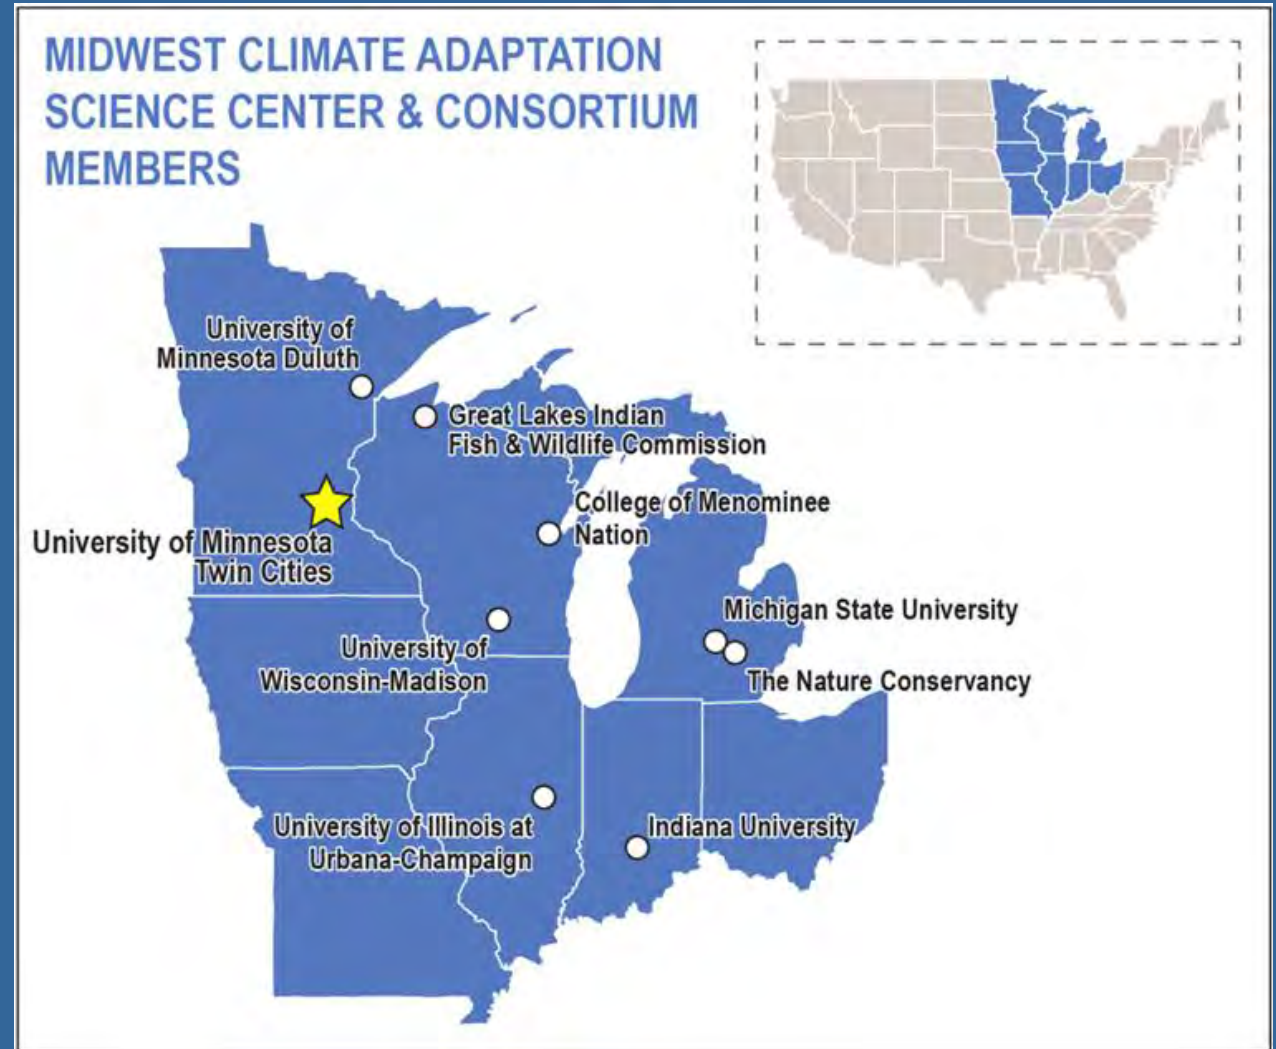 MIDWEST CLIMATE ADAPTATION
SCIENCE CENTER & CONSORTIUM
MEMBERS
University of
Minnesota Duluth
Great Lakes Indian
Fish & Wildlife Commission
College of Menominee
Nation
University of Minnesota
Twin Cities
Michigan State University
University of
Wisconsin-Madison
The Nature Conservancy
University of Illinois at
Urbana-Champaign
Indiana University